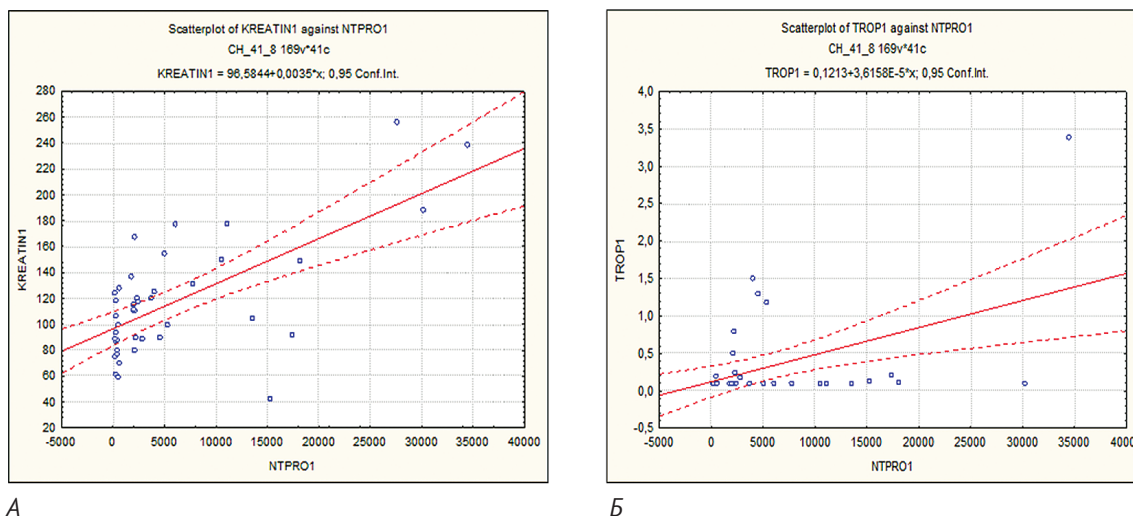 Scatterplot of KREATIN1 against NTPRO1
CH_41_8 169v*41c
KREATIN1 = 96,5844+0,0035*x; 0,95 Conf.Int.
280
260
240
220
200
180
160
140
120
100
80
60
40
20
KREATIN1
-5000 0 5000 10000 15000 20000 25000 30000 35000 40000
NTPRO1
А
Scatterplot of TROP1 against NTPRO1
CH_41_8 169v*41c
TROP1 = 0,1213+3,6158E-5*x; 0,95 Conf.Int.
4,0
3,5
3,0
2,5
2,0
1,5
1,0
0,5
0,0
-0,5
TROP1
-5000 0 5000 10000 15000 20000 25000 30000 35000 4000
NTPRO1
Б